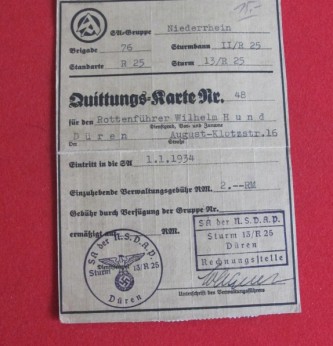 15,-
SA-Gruppe Niederrhein
Brigade 76 Sturmbann II/R 25
Standarte R 25 Sturm 13/R 25
Quittungs-Karte Nr. 48
für den Rottenführer Wilhelm Hund
Dienstgrad, Vor- und Zuname
Düren August-Klotzstr.16
Straße
Eintritt in die SA 1.1.1934
Einzuhebende Verwaltungsgebühr RM. 2.--RM
Gebühr durch Verfügung der Gruppe Nr.
ermäßigt auf RM.
SA der N.S.D.A.P.
Sturm 13/R 25
Düren
Rechnungsstelle
SA der N.S.D.A.P.
Sturm 13/R 25
Düren
Unterschrift des Verwaltungsführers